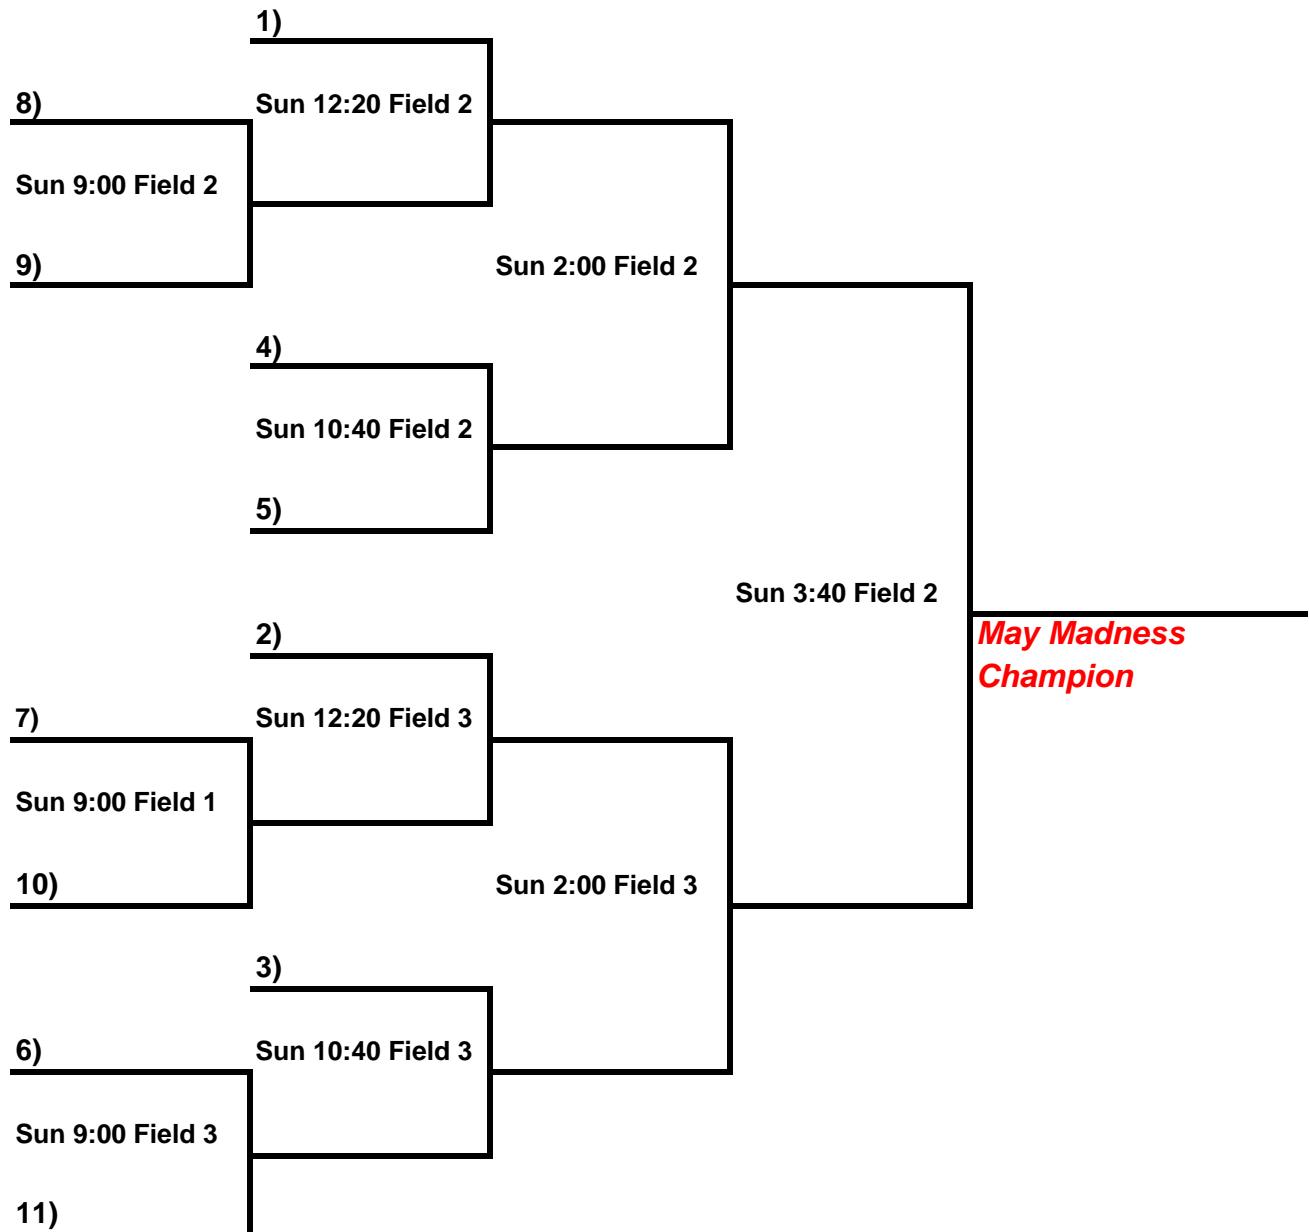 1)
8)
Sun 12:20 Field 2
Sun 9:00 Field 2
9)
Sun 2:00 Field 2
4)
Sun 10:40 Field 2
5)
Sun 3:40 Field 2
2)
May Madness
Champion
7)
Sun 12:20 Field 3
Sun 9:00 Field 1
10)
Sun 2:00 Field 3
3)
6)
Sun 10:40 Field 3
Sun 9:00 Field 3
11)